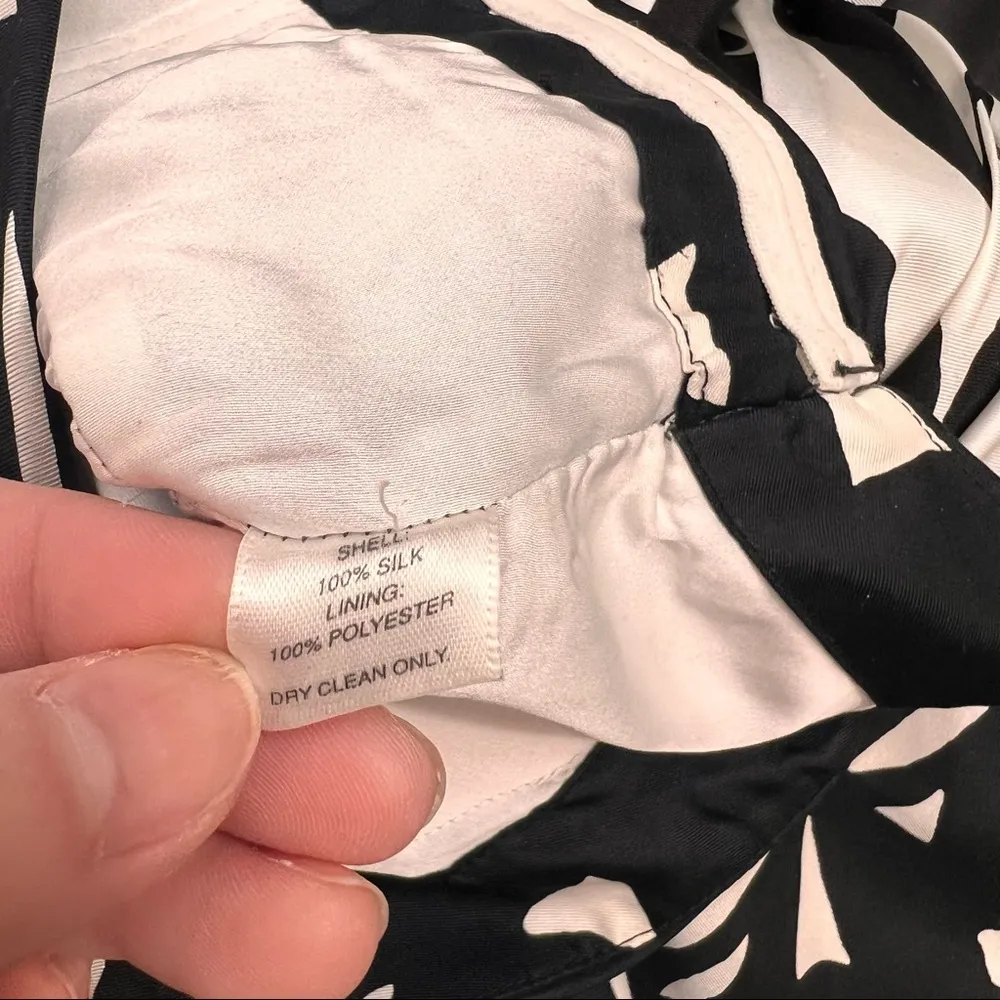 SHELL:
100% SILK
LINING:
100% POLYESTER
DRY CLEAN ONLY.